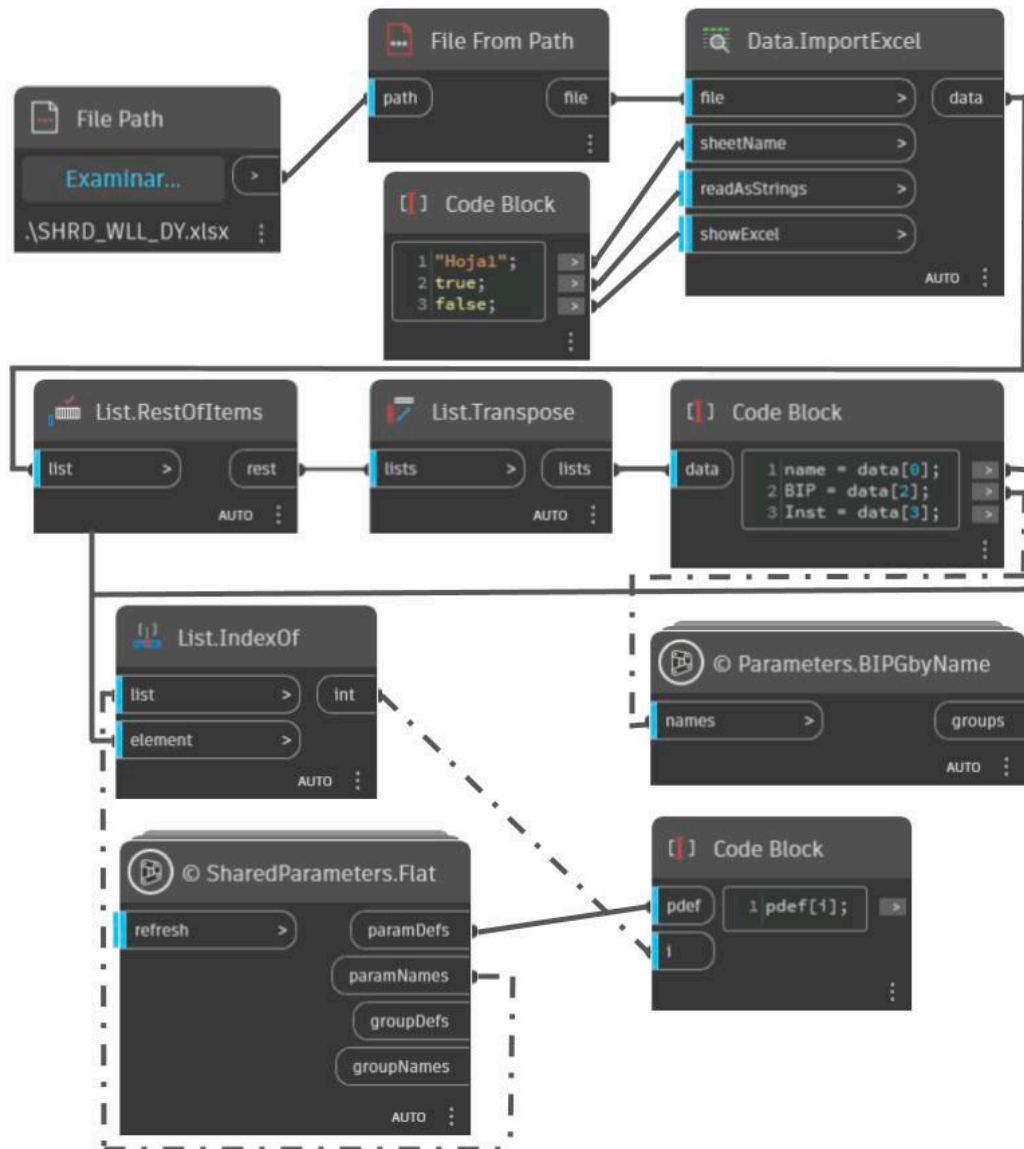 File Path
Examinar...
>
.\SHRD_WLL_DY.xlsx
File From Path
path
file
Data.ImportExcel
file >
data
sheetName >
readAsStrings >
showExcel >
AUTO
Code Block
1 "Hoja1"; >
2 true; >
3 false; >
List.RestOfItems
list >
rest
AUTO
List.Transpose
lists >
lists
AUTO
Code Block
data
1 name = data[0]; >
2 BIP = data[2]; >
3 Inst = data[3]; >
List.IndexOf
list >
int
element >
AUTO
© Parameters.BIPGbyName
names >
groups
AUTO
© SharedParameters.Flat
refresh >
paramDefs
paramNames
groupDefs
groupNames
AUTO
Code Block
pdef
1 pdef[i]; >
i